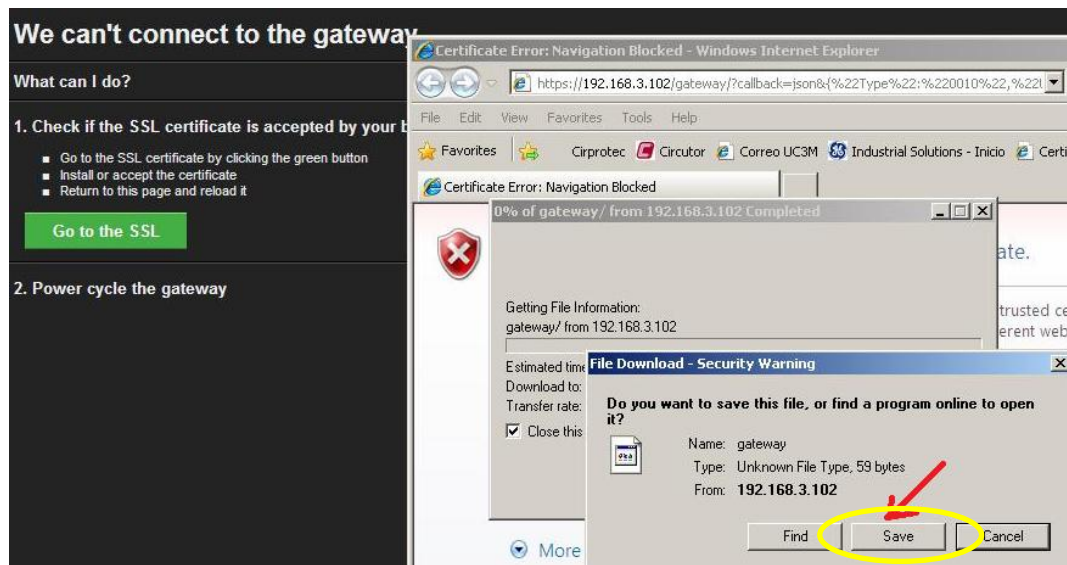 We can't connect to the gateway
What can I do?
1. Check if the SSL certificate is accepted by your
Go to the SSL certificate by clicking the green button
Install or accept the certificate
Return to this page and reload it
Go to the SSL
2. Power cycle the gateway
Certificate Error: Navigation Blocked - Windows Internet Explorer
https://192.168.3.102/gateway/?callback=json&{%22Type%22:%220010%22,%22
File Edit View Favorites Tools Help
Favorites Cirprotec Circutor Correo UC3M Industrial Solutions - Inicio Certi
Certificate Error: Navigation Blocked
0% of gateway/ from 192.168.3.102 Completed
ate.
trusted ce
erent web
Getting File Information:
gateway/ from 192.168.3.102
Estimated time
Download to:
Transfer rate:
Close this
File Download - Security Warning
Do you want to save this file, or find a program online to open
it?
Name: gateway
Type: Unknown File Type, 59 bytes
From: 192.168.3.102
Find Save Cancel
More